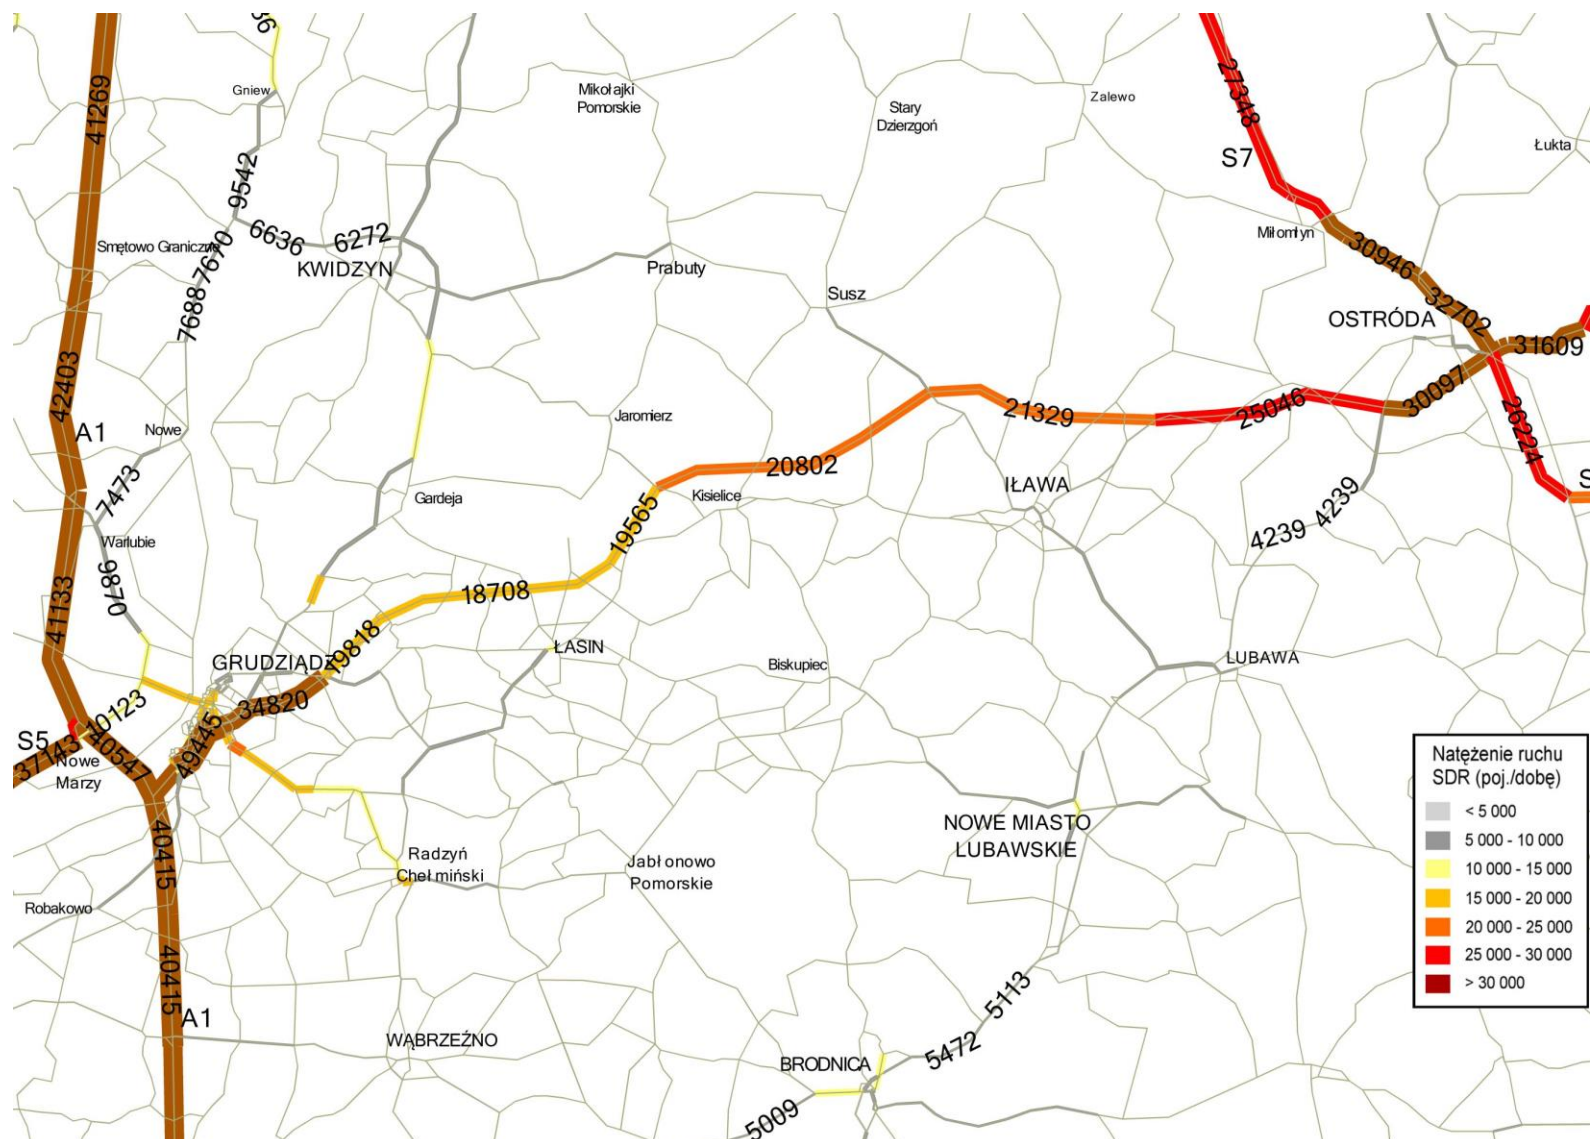 36
41269
Gniew
Mikołajki
Pomorskie
Stary
Dzierzgoń
Zalewo
27348
S7
Łukta
9542
Smętowo Graniczne
7670
6636
6272
KWIDZYN
Prabuty
Miłomłyn
30946
32702
7688
Susz
OSTRÓDA
31609
42403
A1
Nowe
Jaromierz
21329
25046
30097
26224
7473
Gardeja
20802
Kisielice
IŁAWA
S
4239
4239
Warlubie
19565
9870
41133
18708
19818
GRUDZIĄDZ
ŁASIN
Biskupiec
LUBAWA
34820
10123
S5
37143
40547
49445
Nowe
Marzy
Natężenie ruchu
SDR (poj./dobę)
< 5 000
5 000 - 10 000
10 000 - 15 000
15 000 - 20 000
20 000 - 25 000
25 000 - 30 000
> 30 000
NOWE MIASTO
LUBAWSKIE
40415
Radzyń
Chełmiński
Jabłonowo
Pomorskie
Robakowo
40415
A1
5113
WĄBRZEŹNO
5472
BRODNICA
5009